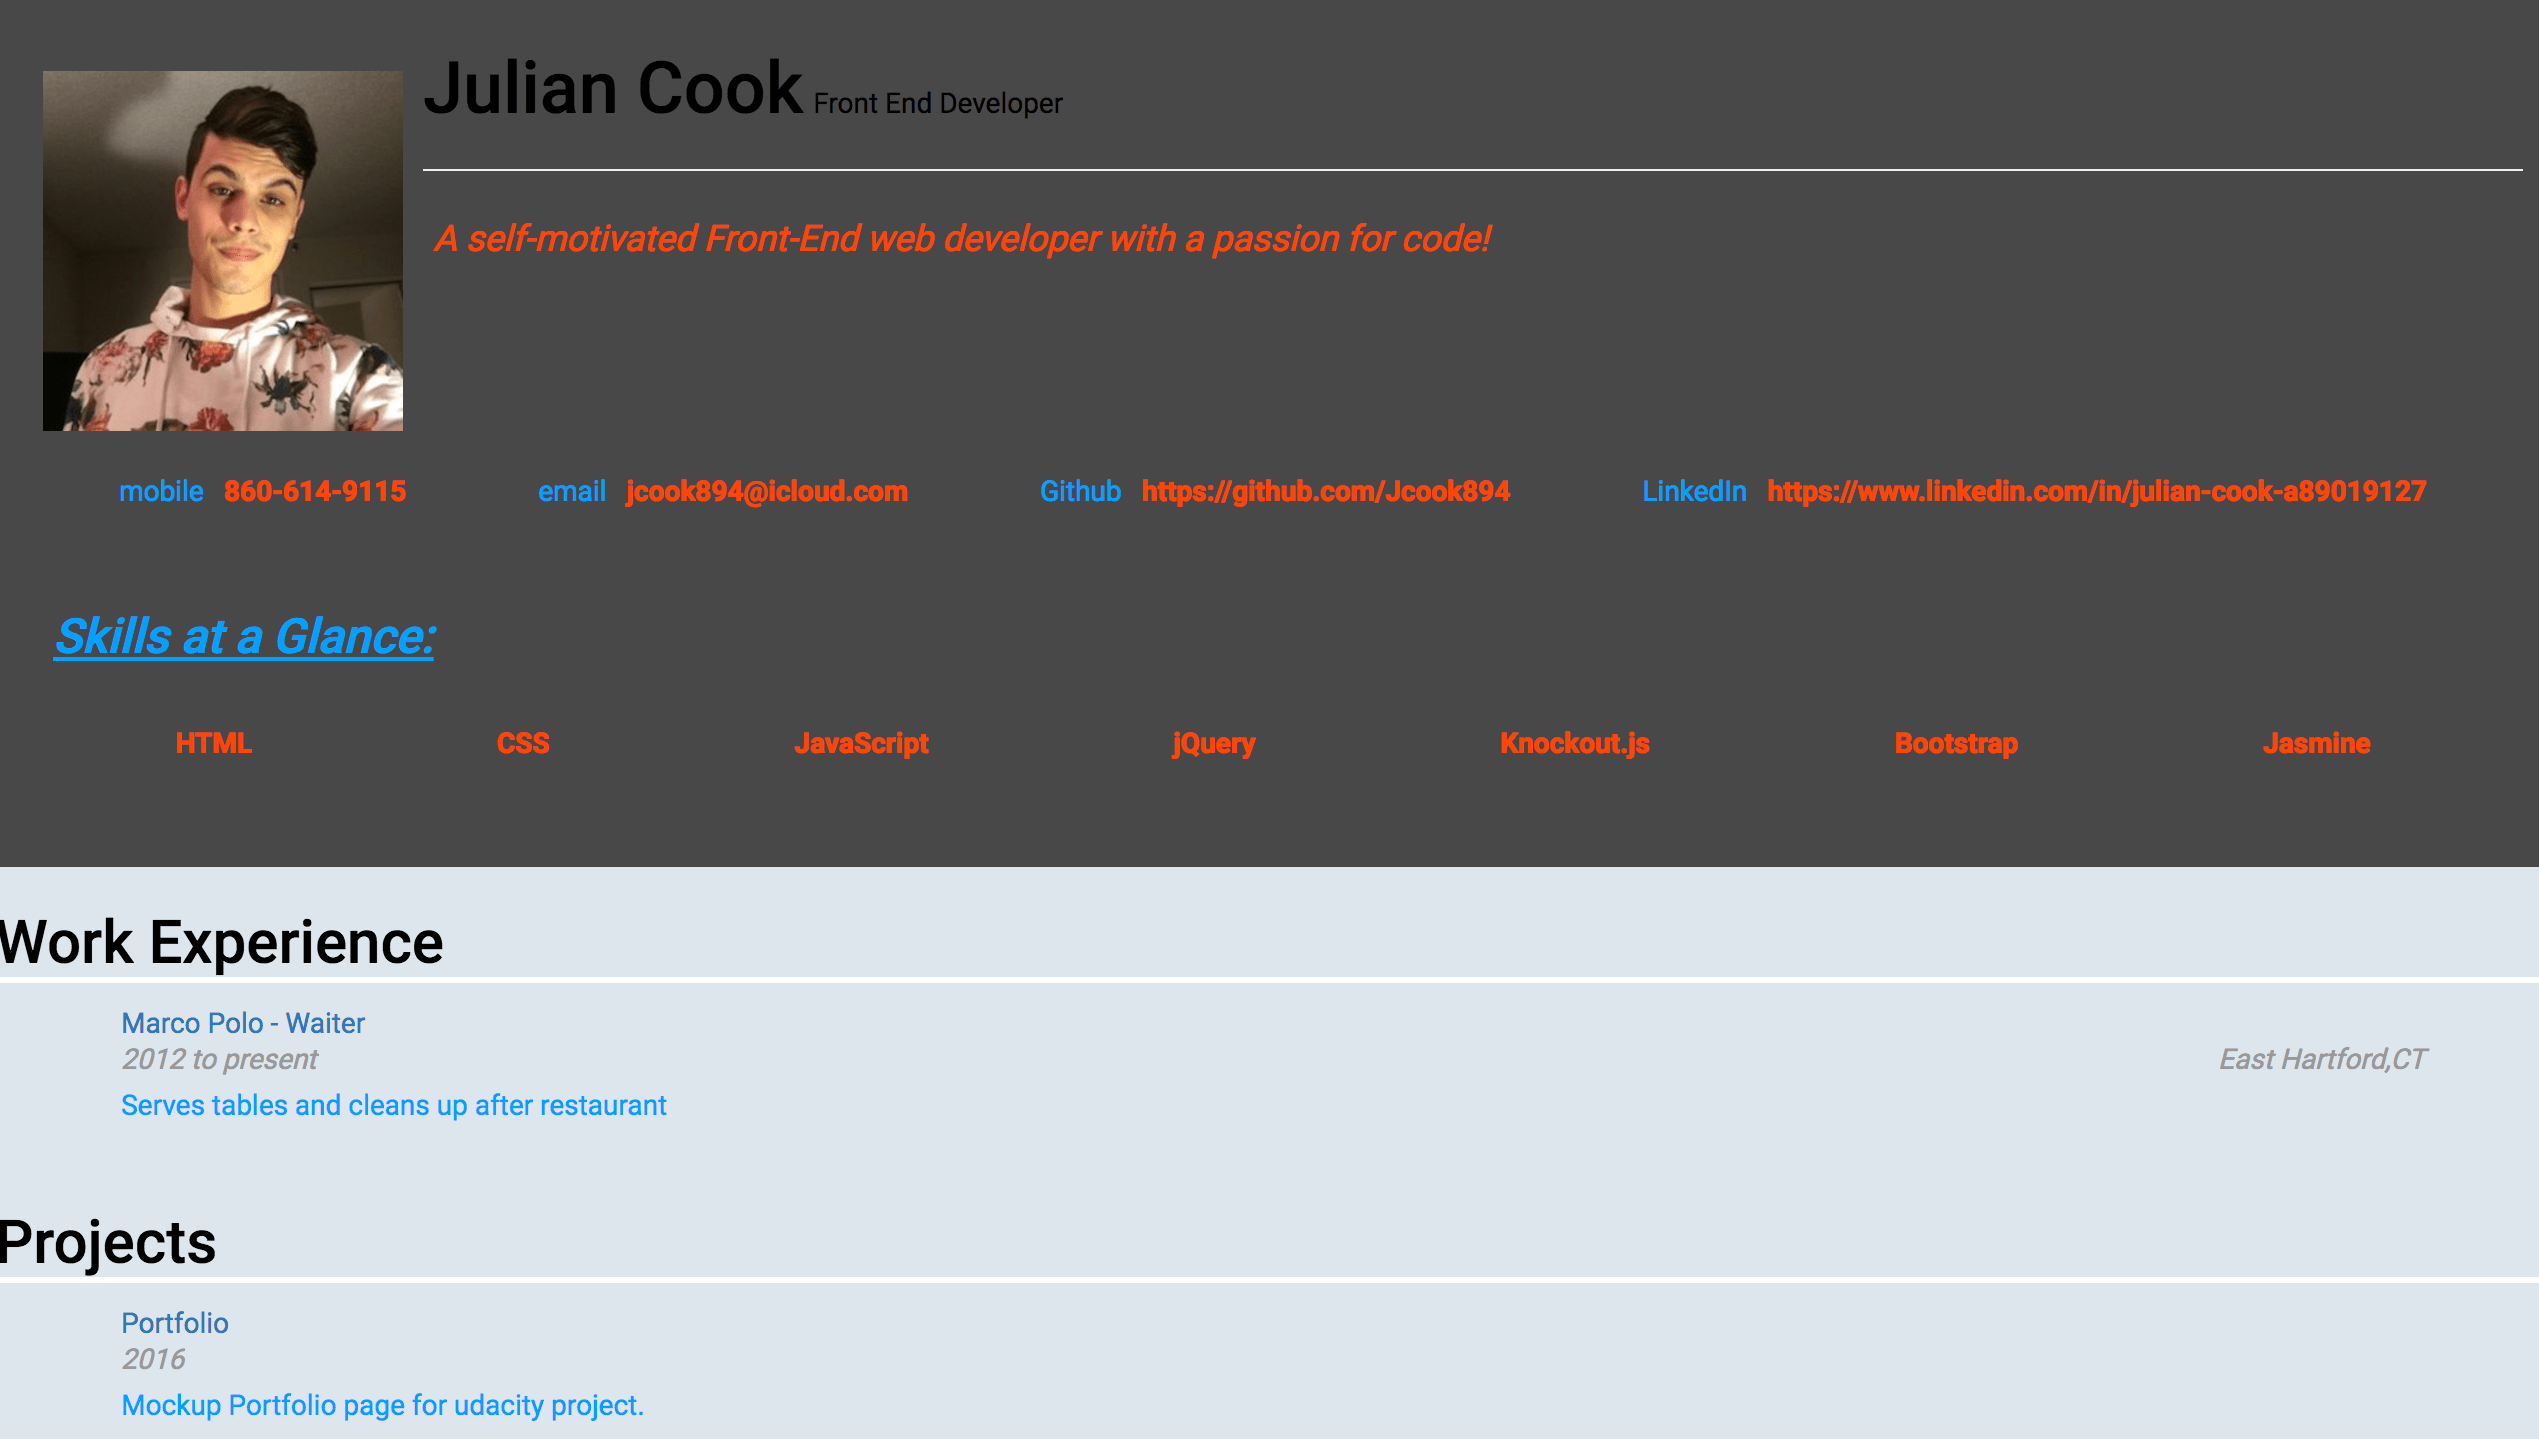 Julian Cook Front End Developer
A self-motivated Front-End web developer with a passion for code!
mobile 860-614-9115 email jcook894@icloud.com Github https://github.com/Jcook894 LinkedIn https://www.linkedin.com/in/julian-cook-a89019127
Skills at a Glance:
HTML CSS JavaScript jQuery Knockout.js Bootstrap Jasmine
Work Experience
Marco Polo - Waiter
2012 to present East Hartford,CT
Serves tables and cleans up after restaurant
Projects
Portfolio
2016
Mockup Portfolio page for udacity project.